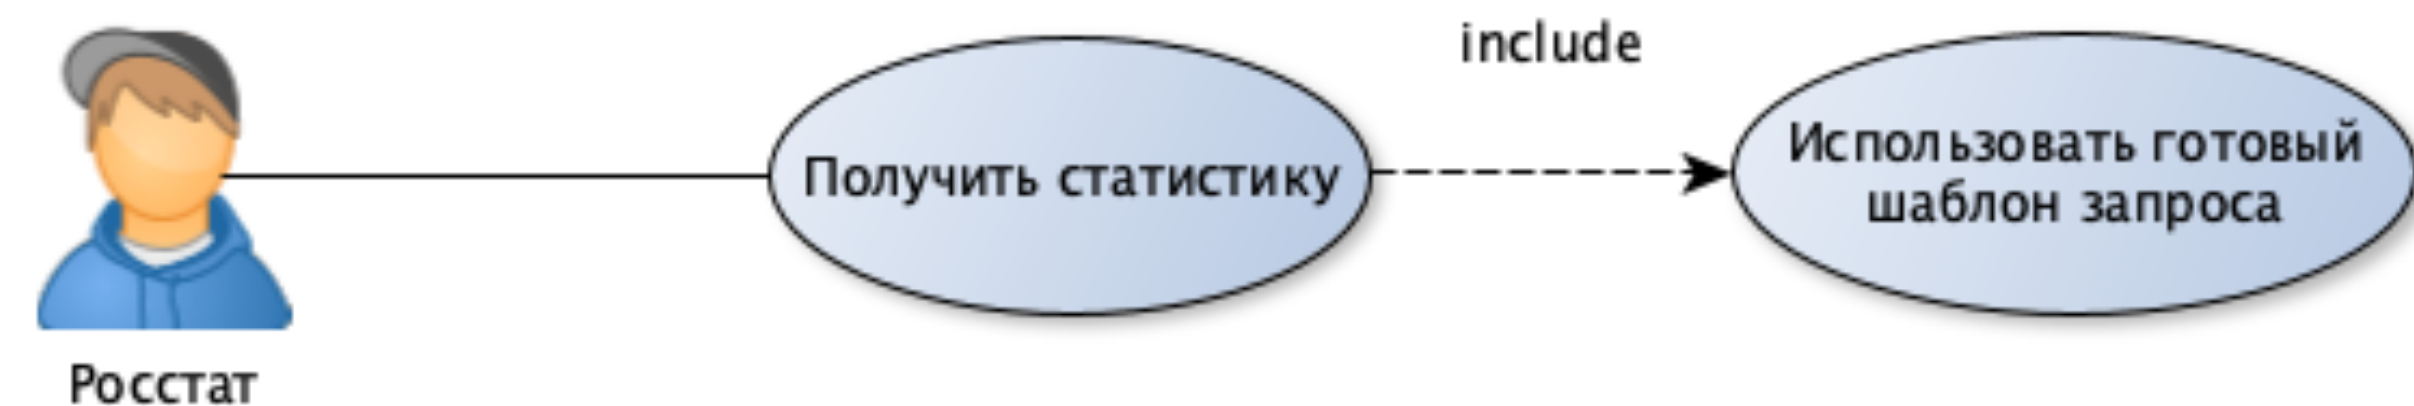 include
Получить статистику
Использовать готовый
шаблон запроса
Росстат